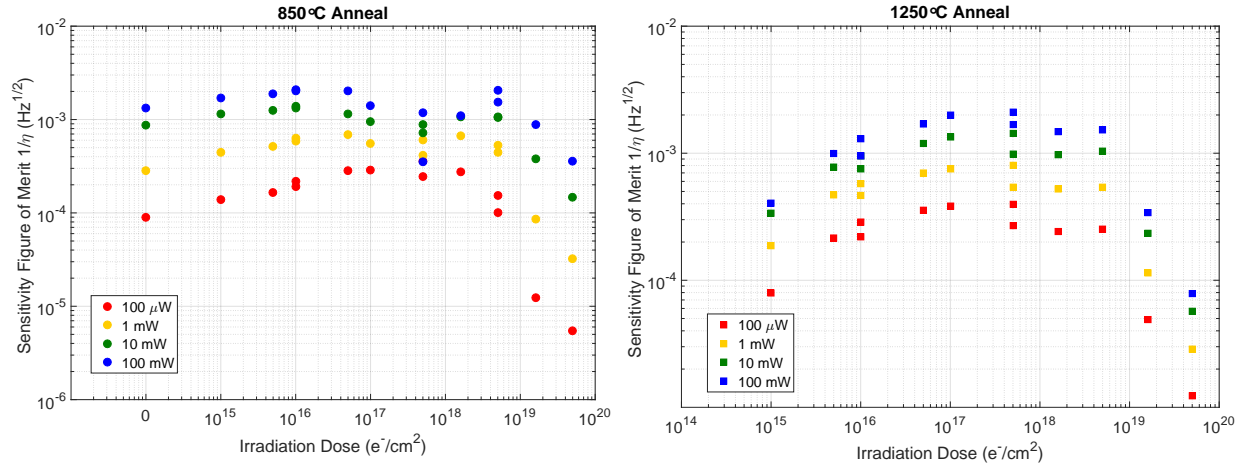 850°C Anneal
Sensitivity Figure of Merit 1/η (Hz^1/2)
10^-2
10^-3
10^-4
10^-5
10^-6
100 μW
1 mW
10 mW
100 mW
0 10^15 10^16 10^17 10^18 10^19 10^20
Irradiation Dose (e^-/cm^2)
1250°C Anneal
Sensitivity Figure of Merit 1/η (Hz^1/2)
10^-2
10^-3
10^-4
100 μW
1 mW
10 mW
100 mW
10^14 10^15 10^16 10^17 10^18 10^19 10^20
Irradiation Dose (e^-/cm^2)